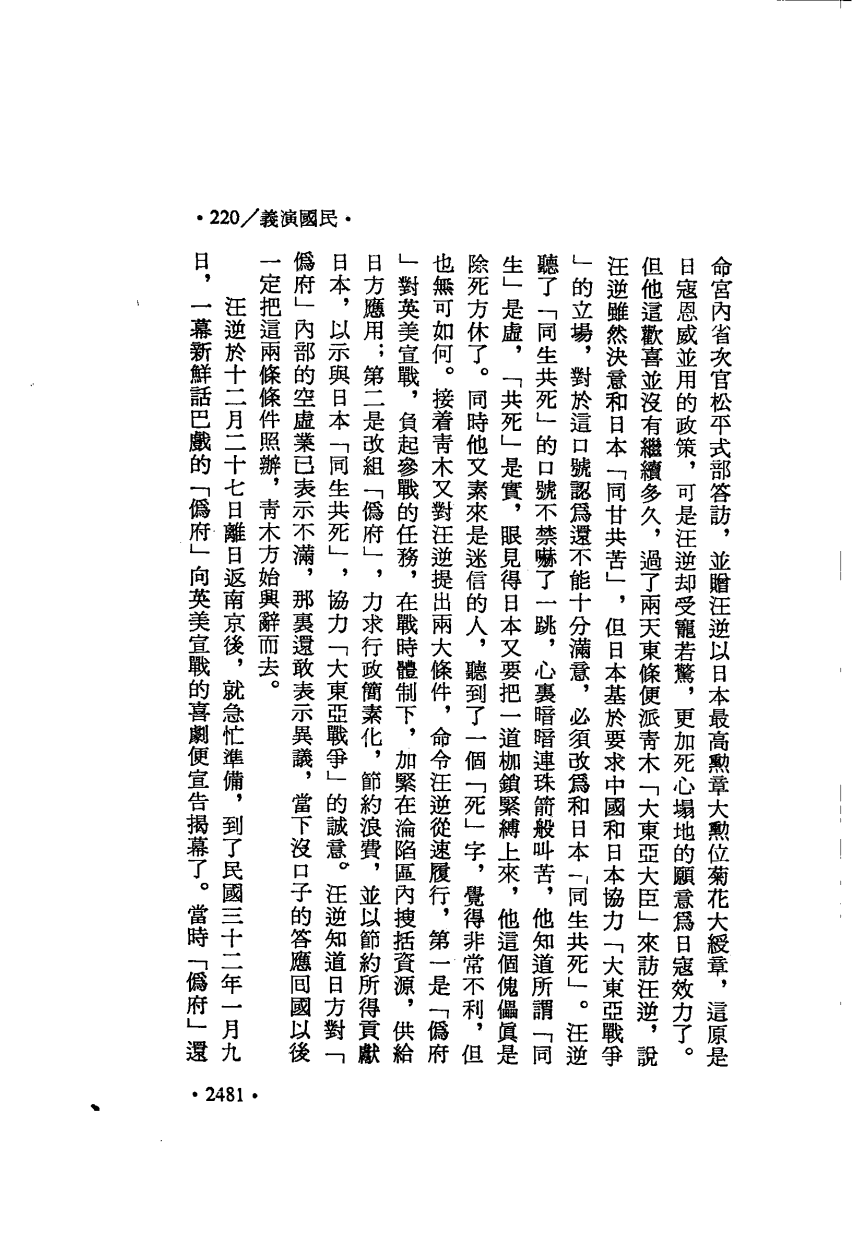 ・220／義演國民・
命宮內省次官松平式部答訪，並贈汪逆以日本最高勲章大勲位菊花大綬章，這原是
日寇恩威並用的政策，可是汪逆却受寵若驚，更加死心塌地的願意爲日寇效力了。
但他這歡喜並沒有繼續多久，過了兩天東條便派青木「大東亞大臣」來訪汪逆，說
汪逆雖然決意和日本「同甘共苦」，但日本基於要求中國和日本協力「大東亞戰爭
」的立場，對於這口號認爲還不能十分滿意，必須改爲和日本「同生共死」。汪逆
聽了「同生共死」的口號不禁嚇了一跳，心裏暗暗連珠箭般叫苦，他知道所謂「同
生」是虛，「共死」是實，眼見得日本又要把一道枷鎖緊縛上來，他這個傀儡眞是
除死方休了。同時他又素來是迷信的人，聽到了一個「死」字，覺得非常不利，但
也無可如何。接着青木又對汪逆提出兩大條件，命令汪逆從速履行，第一是「僞府
」對英美宣戰，負起參戰的任務，在戰時體制下，加緊在淪陷區內搜括資源，供給
日方應用；第二是改組「僞府」，力求行政簡素化，節約浪費，並以節約所得貢獻
日本，以示與日本「同生共死」，協力「大東亞戰爭」的誠意。汪逆知道日方對「
僞府」內部的空虛業已表示不滿，那裏還敢表示異議，當下沒口子的答應回國以後
一定把這兩條條件照辦，青木方始興辭而去。
汪逆於十二月二十七日離日返南京後，就急忙準備，到了民國三十二年一月九
日，一幕新鮮話巴戲的「僞府」向英美宣戰的喜劇便宣告揭幕了。當時「僞府」還
・2481・